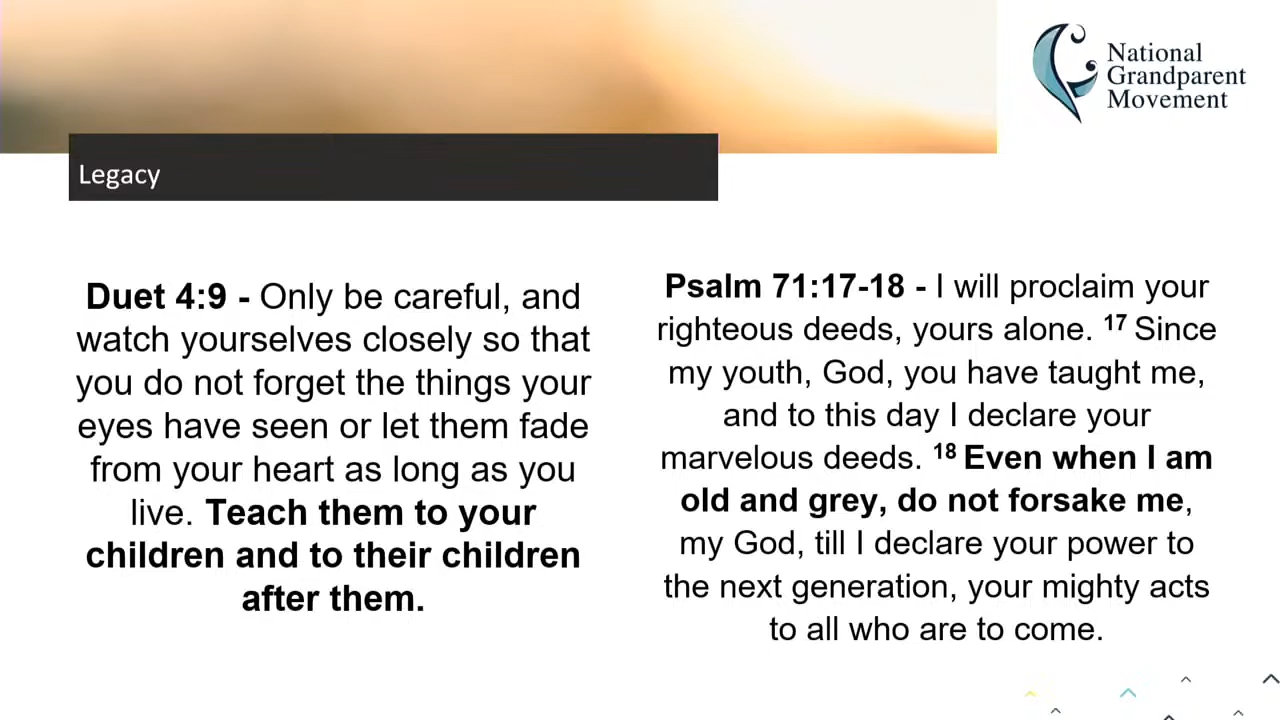 National
Grandparent
Movement
Legacy
Duet 4:9 - Only be careful, and
watch yourselves closely so that
you do not forget the things your
eyes have seen or let them fade
from your heart as long as you
live. Teach them to your
children and to their children
after them.
Psalm 71:17-18 - I will proclaim your
righteous deeds, yours alone. 17 Since
my youth, God, you have taught me,
and to this day I declare your
marvelous deeds. 18 Even when I am
old and grey, do not forsake me,
my God, till I declare your power to
the next generation, your mighty acts
to all who are to come.